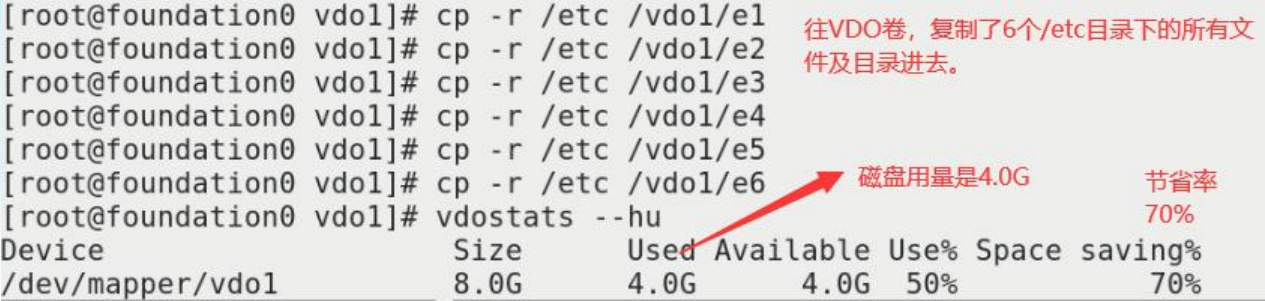 [root@foundation0 vdo1]# cp -r /etc /vdo1/e1
[root@foundation0 vdo1]# cp -r /etc /vdo1/e2
[root@foundation0 vdo1]# cp -r /etc /vdo1/e3
[root@foundation0 vdo1]# cp -r /etc /vdo1/e4
[root@foundation0 vdo1]# cp -r /etc /vdo1/e5
[root@foundation0 vdo1]# cp -r /etc /vdo1/e6
[root@foundation0 vdo1]# vdostats --hu
Device Size Used Available Use% Space saving%
/dev/mapper/vdo1 8.0G 4.0G 4.0G 50% 70%
往VDO卷，复制了6个/etc目录下的所有文
件及目录进去。
磁盘用量是4.0G
节省率
70%